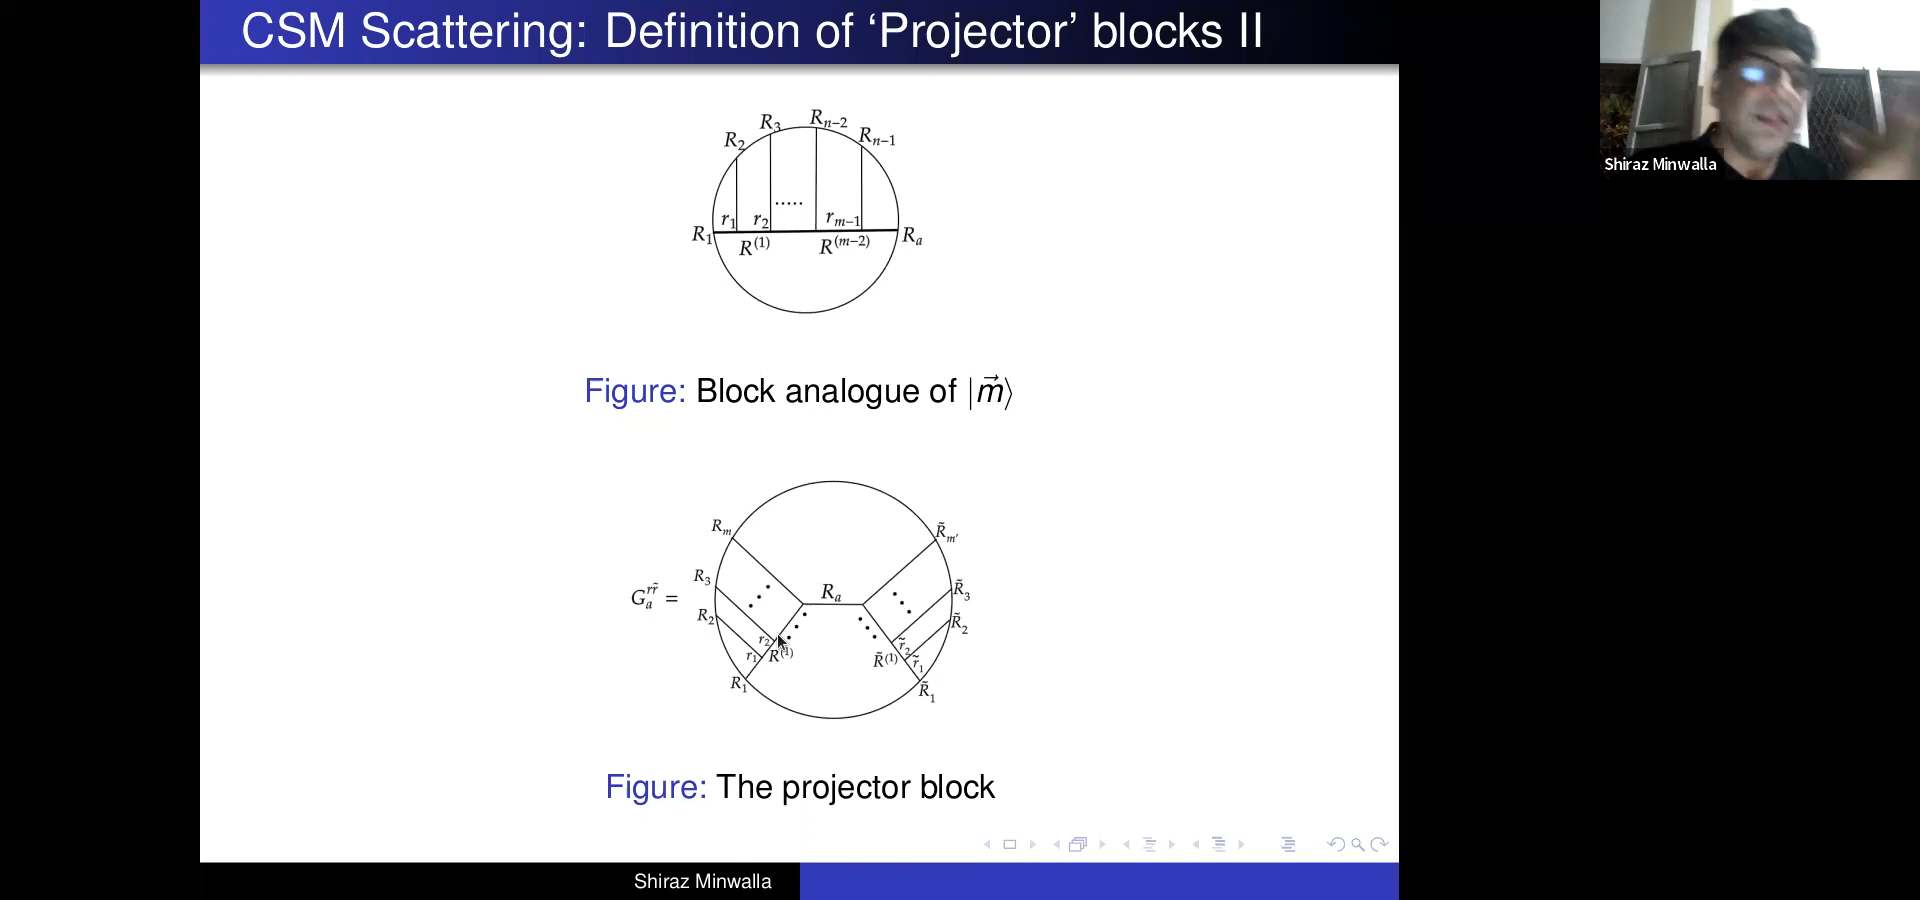 CSM Scattering: Definition of ‘Projector’ blocks II
Shiraz Minwalla
R₁ R₂ R₃ Rₙ₋₂ Rₙ₋₁ Rₐ
r₁ r₂ ..... rₘ₋₁
R⁽¹⁾ R⁽ᵐ⁻²⁾
Figure: Block analogue of |m⃗⟩
Rₘ R̃ₘ′
R₃ R̃₃
Gₐʳʳ̃ = Rₐ
R₂ R̃₂
r₂ r̃₂
r₁ R⁽¹⁾ R̃⁽¹⁾ r̃₁
R₁ R̃₁
Figure: The projector block
Shiraz Minwalla